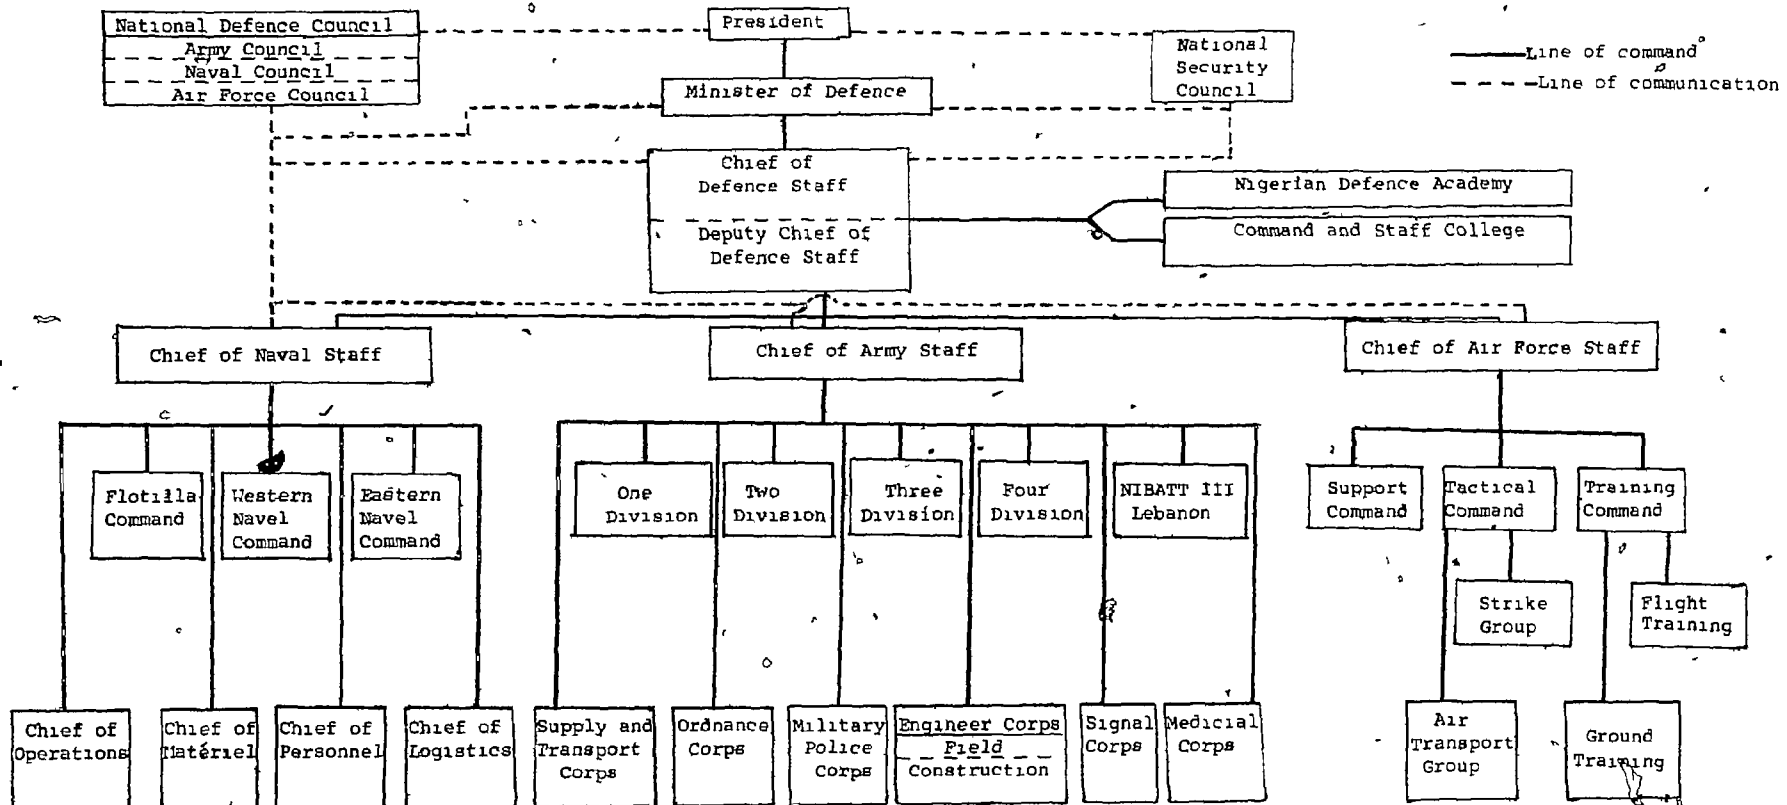 National Defence Council
Army Council
Naval Council
Air Force Council
President
National
Security
Council
Line of command
Line of communication
Minister of Defence
Chief of
Defence Staff
Deputy Chief of
Defence Staff
Nigerian Defence Academy
Command and Staff College
Chief of Naval Staff
Chief of Army Staff
Chief of Air Force Staff
Flotilla
Command
Western
Navel
Command
Eastern
Navel
Command
One
Division
Two
Division
Three
Division
Four
Division
NIBATT III
Lebanon
Support
Command
Tactical
Command
Training
Command
Strike
Group
Flight
Training
Chief of
Operations
Chief of
Matériel
Chief of
Personnel
Chief of
Logistics
Supply and
Transport
Corps
Ordnance
Corps
Military
Police
Corps
Engineer Corps
Field
Construction
Signal
Corps
Medicial
Corps
Air
Transport
Group
Ground
Training